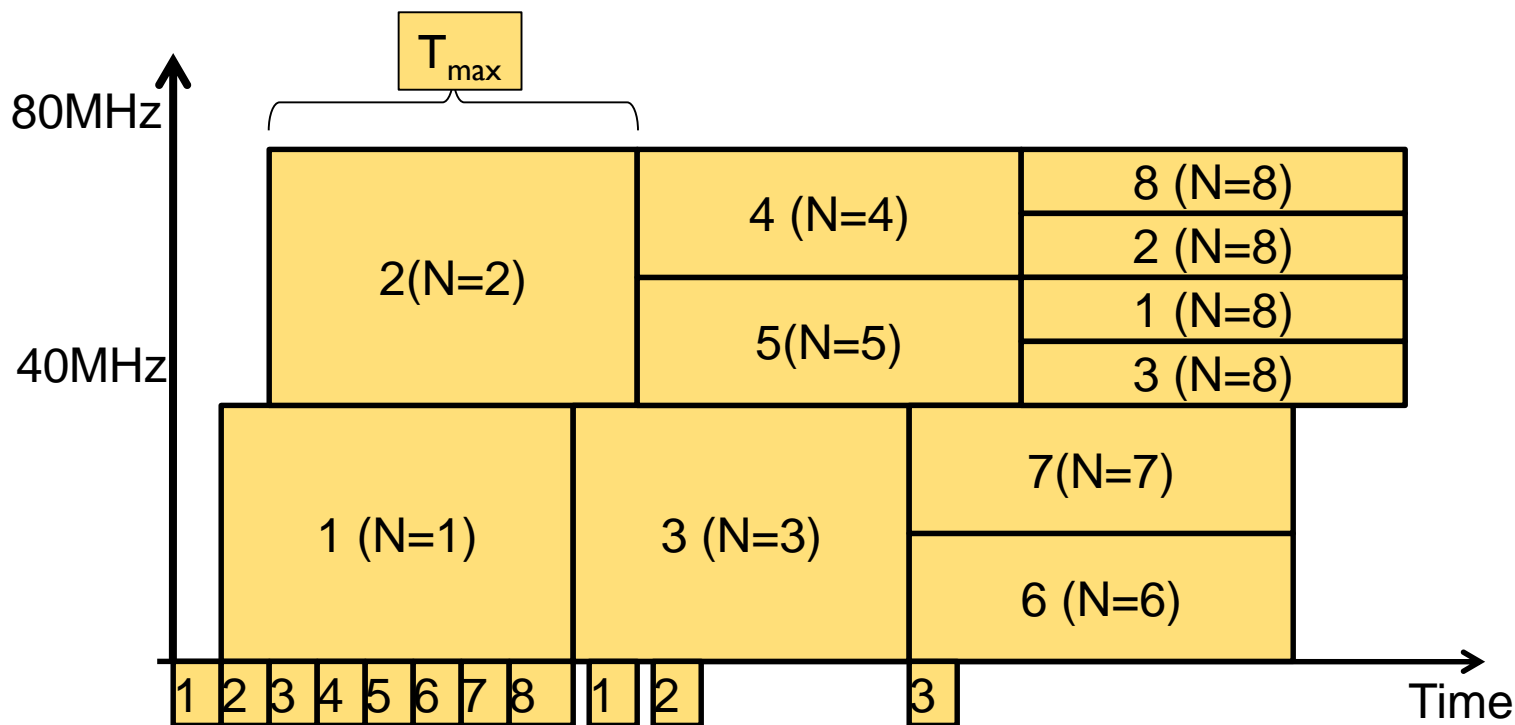 Tmax
80MHz
8 (N=8)
4 (N=4)
2 (N=8)
2(N=2)
1 (N=8)
5(N=5)
40MHz
3 (N=8)
7(N=7)
1 (N=1)
3 (N=3)
6 (N=6)
1 2 3 4 5 6 7 8 1 2 3
Time